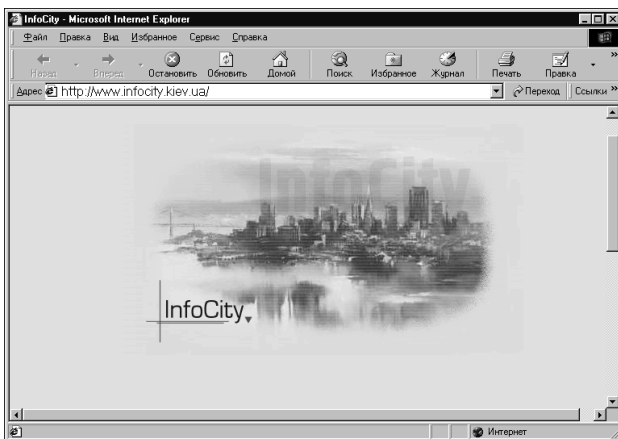 InfoCity - Microsoft Internet Explorer
Файл Правка Вид Избранное Сервис Справка
Назад Вперед Остановить Обновить Домой Поиск Избранное Журнал Печать Правка »
Адрес http://www.infocity.kiev.ua/ Переход Ссылки »
InfoCity
InfoCity
Интернет